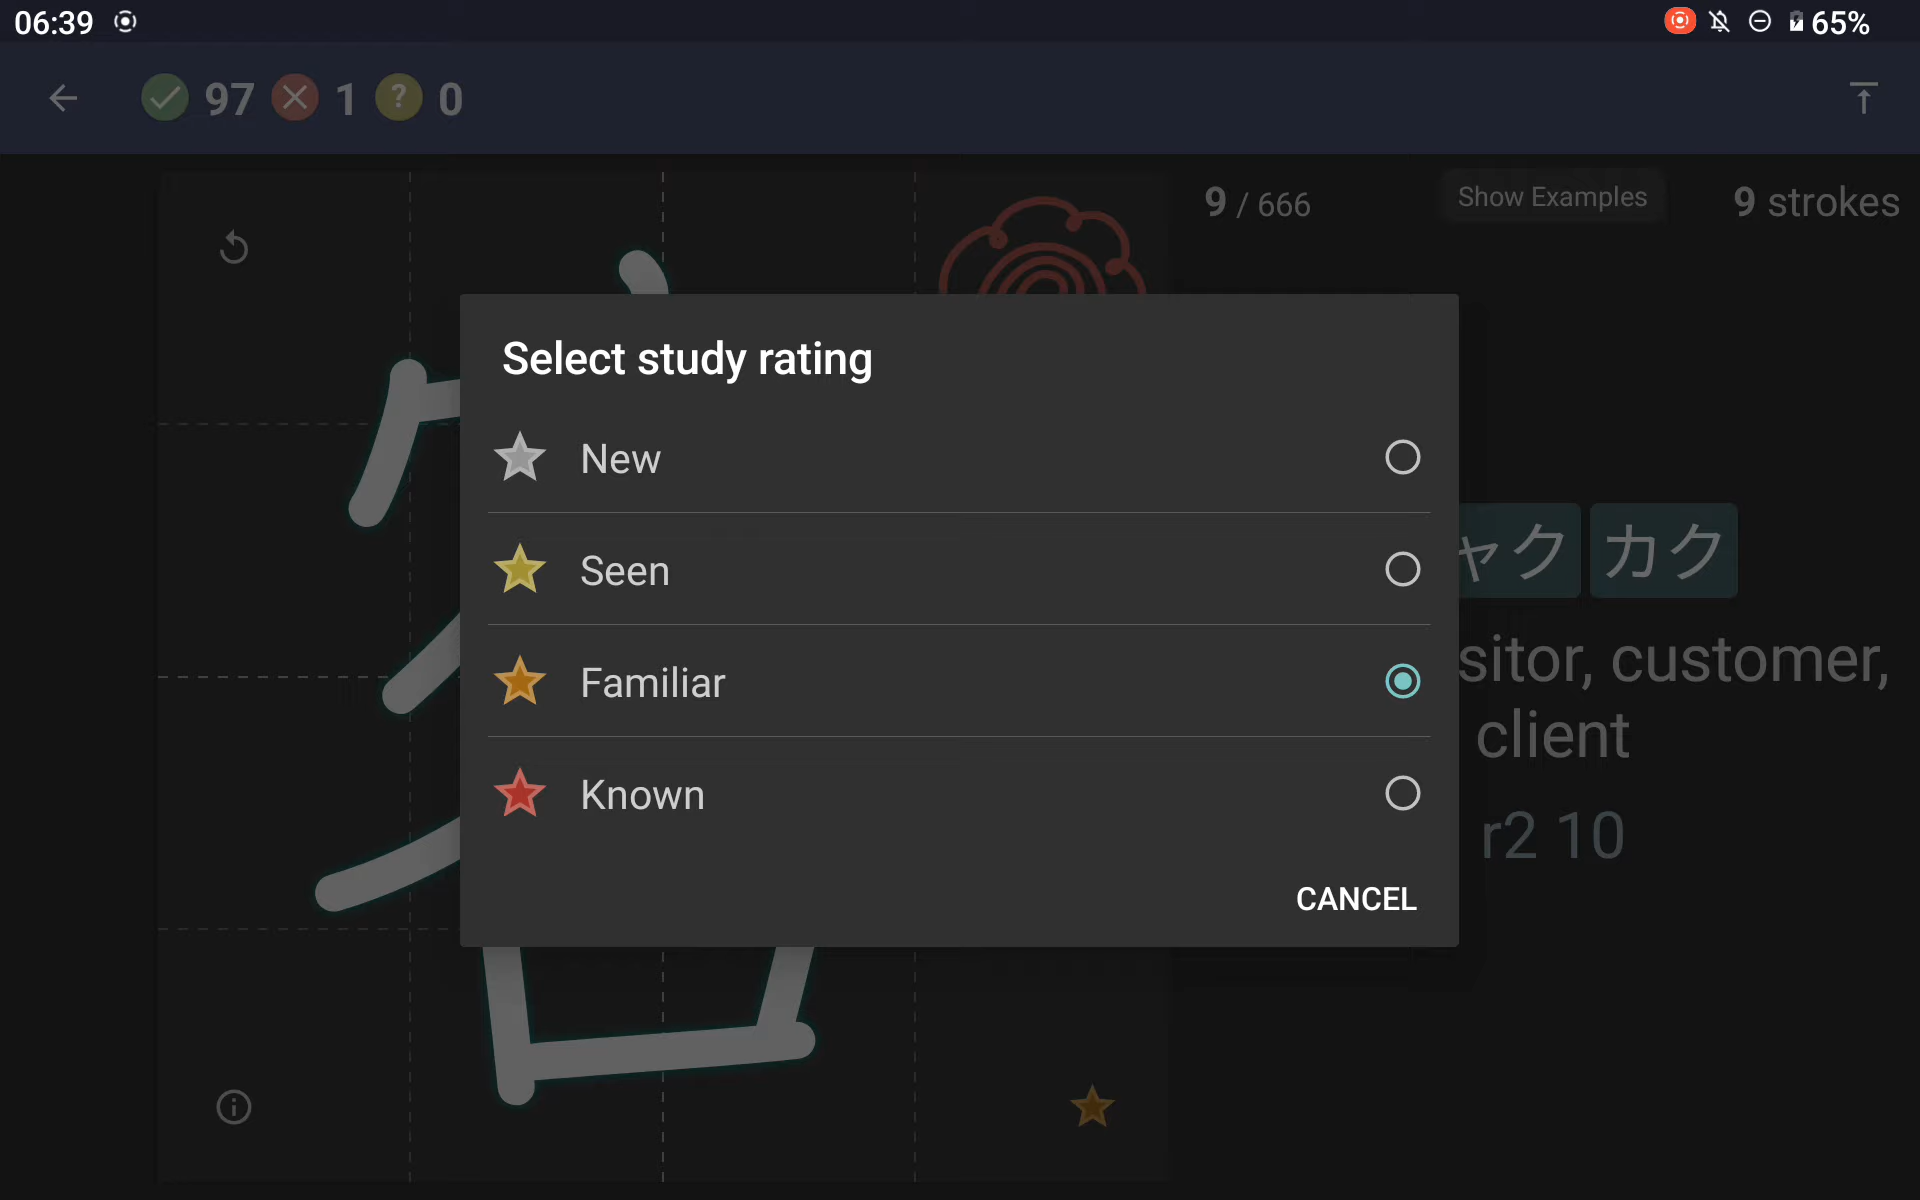 06:39
65%
97 1 ? 0
9 / 666
Show Examples
9 strokes
Select study rating
New
Seen
Familiar
Known
CANCEL
ャク カク
sitor, customer,
client
r2 10